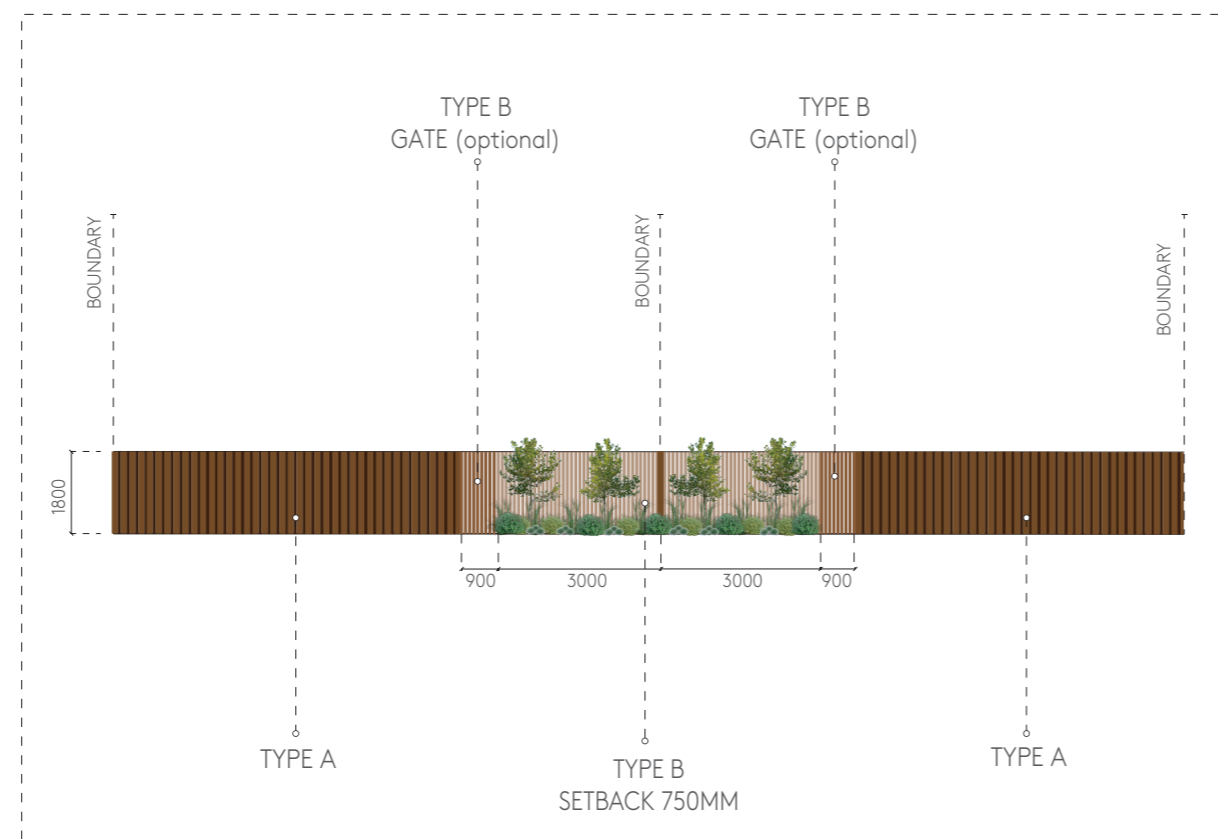 TYPE B
GATE (optional)
TYPE B
GATE (optional)
BOUNDARY
BOUNDARY
BOUNDARY
1800
900
3000
3000
900
TYPE A
TYPE B
SETBACK 750MM
TYPE A